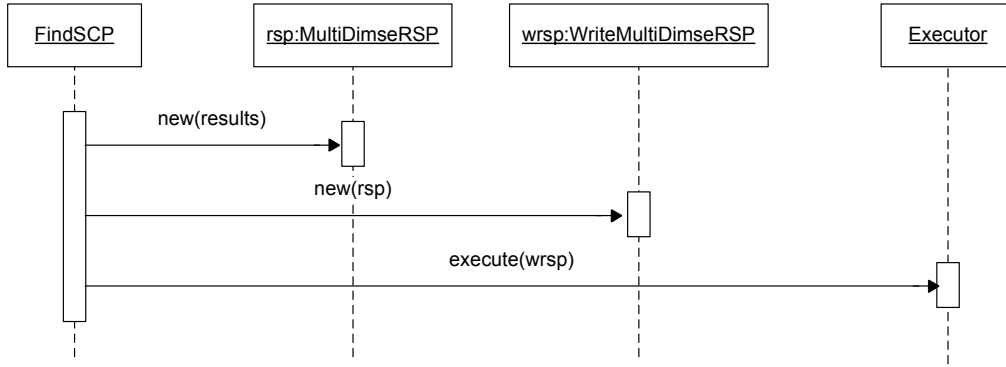 FindSCP
rsp:MultiDimseRSP
wrsp:WriteMultiDimseRSP
Executor
new(results)
new(rsp)
execute(wrsp)